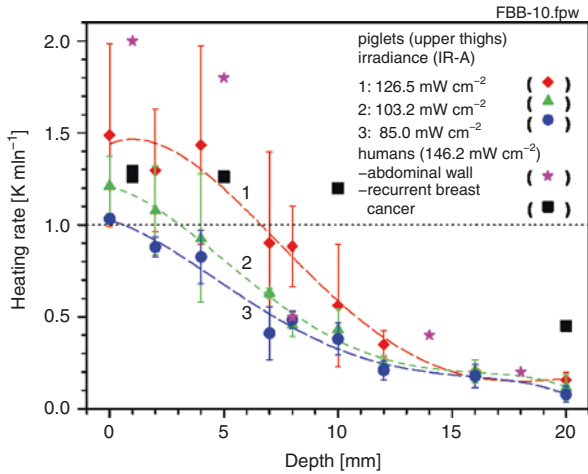 FBB-10.fpw
piglets (upper thighs)
irradiance (IR-A)
1: 126.5 mW cm−2
2: 103.2 mW cm−2
3: 85.0 mW cm−2
humans (146.2 mW cm−2)
–abdominal wall
–recurrent breast
cancer
( )
( )
( )
( )
( )
Heating rate [K mln−1]
2.0
1.5
1.0
0.5
0.0
1
2
3
0
5
10
15
20
Depth [mm]